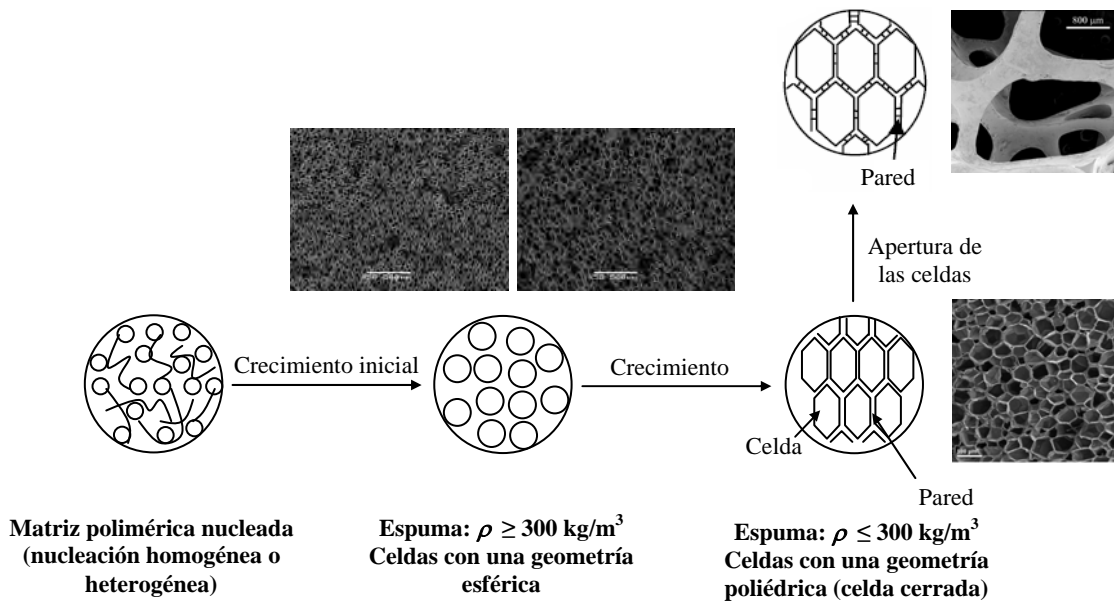 800 μm
Pared
Apertura de
las celdas
Crecimiento inicial
Crecimiento
Celda
Pared
Matriz polimérica nucleada
(nucleación homogénea o
heterogénea)
Espuma: ρ ≥ 300 kg/m³
Celdas con una geometría
esférica
Espuma: ρ ≤ 300 kg/m³
Celdas con una geometría
poliédrica (celda cerrada)